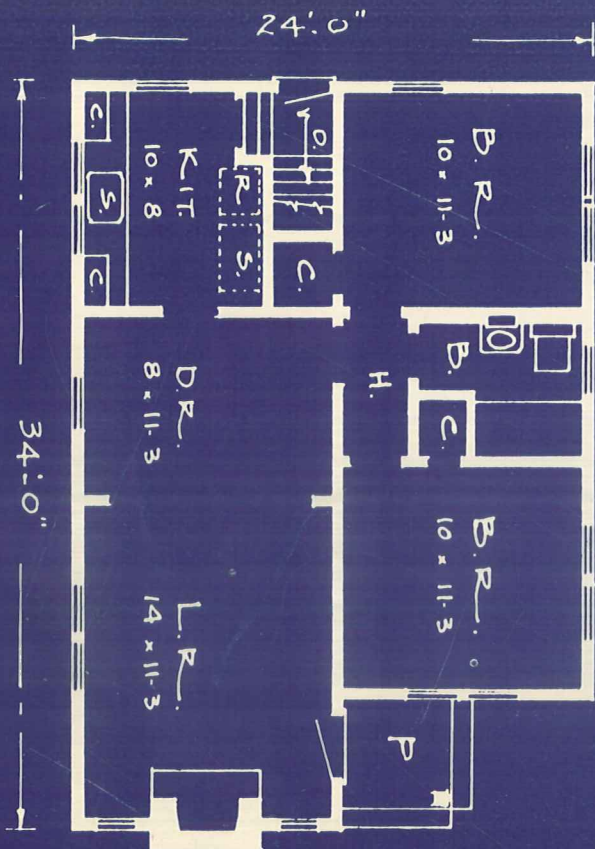 24'.0"
C.
KIT.
10 x 8
S.
C.
R.
S.
D.
C.
B.R.
10 x 11-3
B.
C.
H.
D.R.
8 x 11-3
B.R.
10 x 11-3
L.R.
14 x 11-3
P
34'-0"